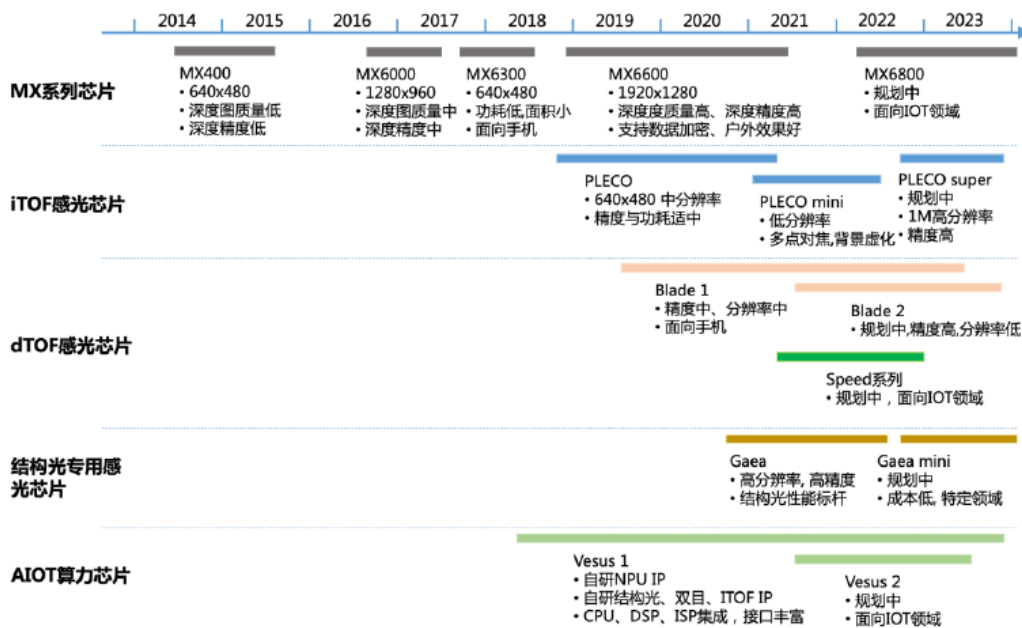 2014 2015 2016 2017 2018 2019 2020 2021 2022 2023
MX系列芯片
MX400
• 640x480
• 深度图质量低
• 深度精度低
MX6000
• 1280x960
• 深度图质量中
• 深度精度中
MX6300
• 640x480
• 功耗低,面积小
• 面向手机
MX6600
• 1920x1280
• 深度度质量高、深度精度高
• 支持数据加密、户外效果好
MX6800
• 规划中
• 面向IOT领域
iTOF感光芯片
PLECO
• 640x480 中分辨率
• 精度与功耗适中
PLECO mini
• 低分辨率
• 多点对焦,背景虚化
PLECO super
• 规划中
• 1M高分辨率
• 精度高
dTOF感光芯片
Blade 1
• 精度中、分辨率中
• 面向手机
Blade 2
• 规划中,精度高,分辨率低
Speed系列
• 规划中，面向IOT领域
结构光专用感
光芯片
Gaea
• 高分辨率, 高精度
• 结构光性能标杆
Gaea mini
• 规划中
• 成本低, 特定领域
AIOT算力芯片
Vesus 1
• 自研NPU IP
• 自研结构光、双目、ITOF IP
• CPU、DSP、ISP集成，接口丰富
Vesus 2
• 规划中
• 面向IOT领域